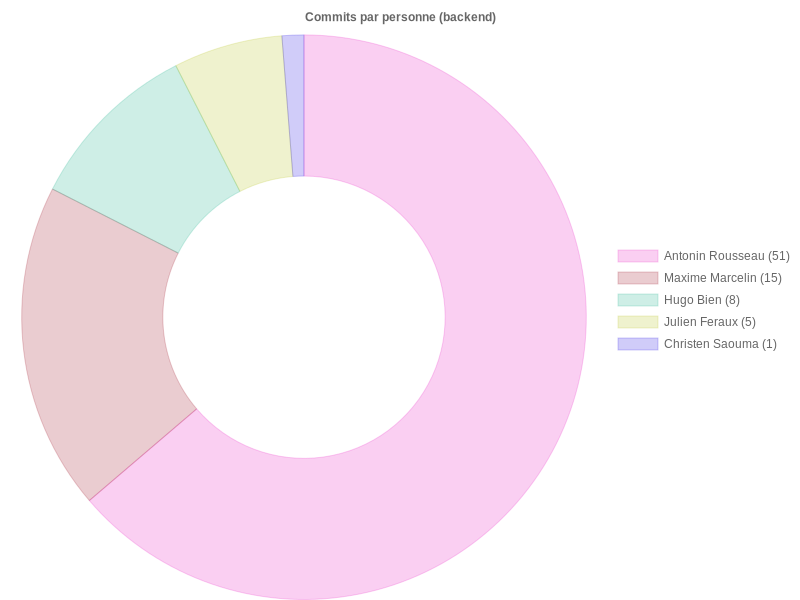 Commits par personne (backend)
Antonin Rousseau (51)
Maxime Marcelin (15)
Hugo Bien (8)
Julien Feraux (5)
Christen Saouma (1)